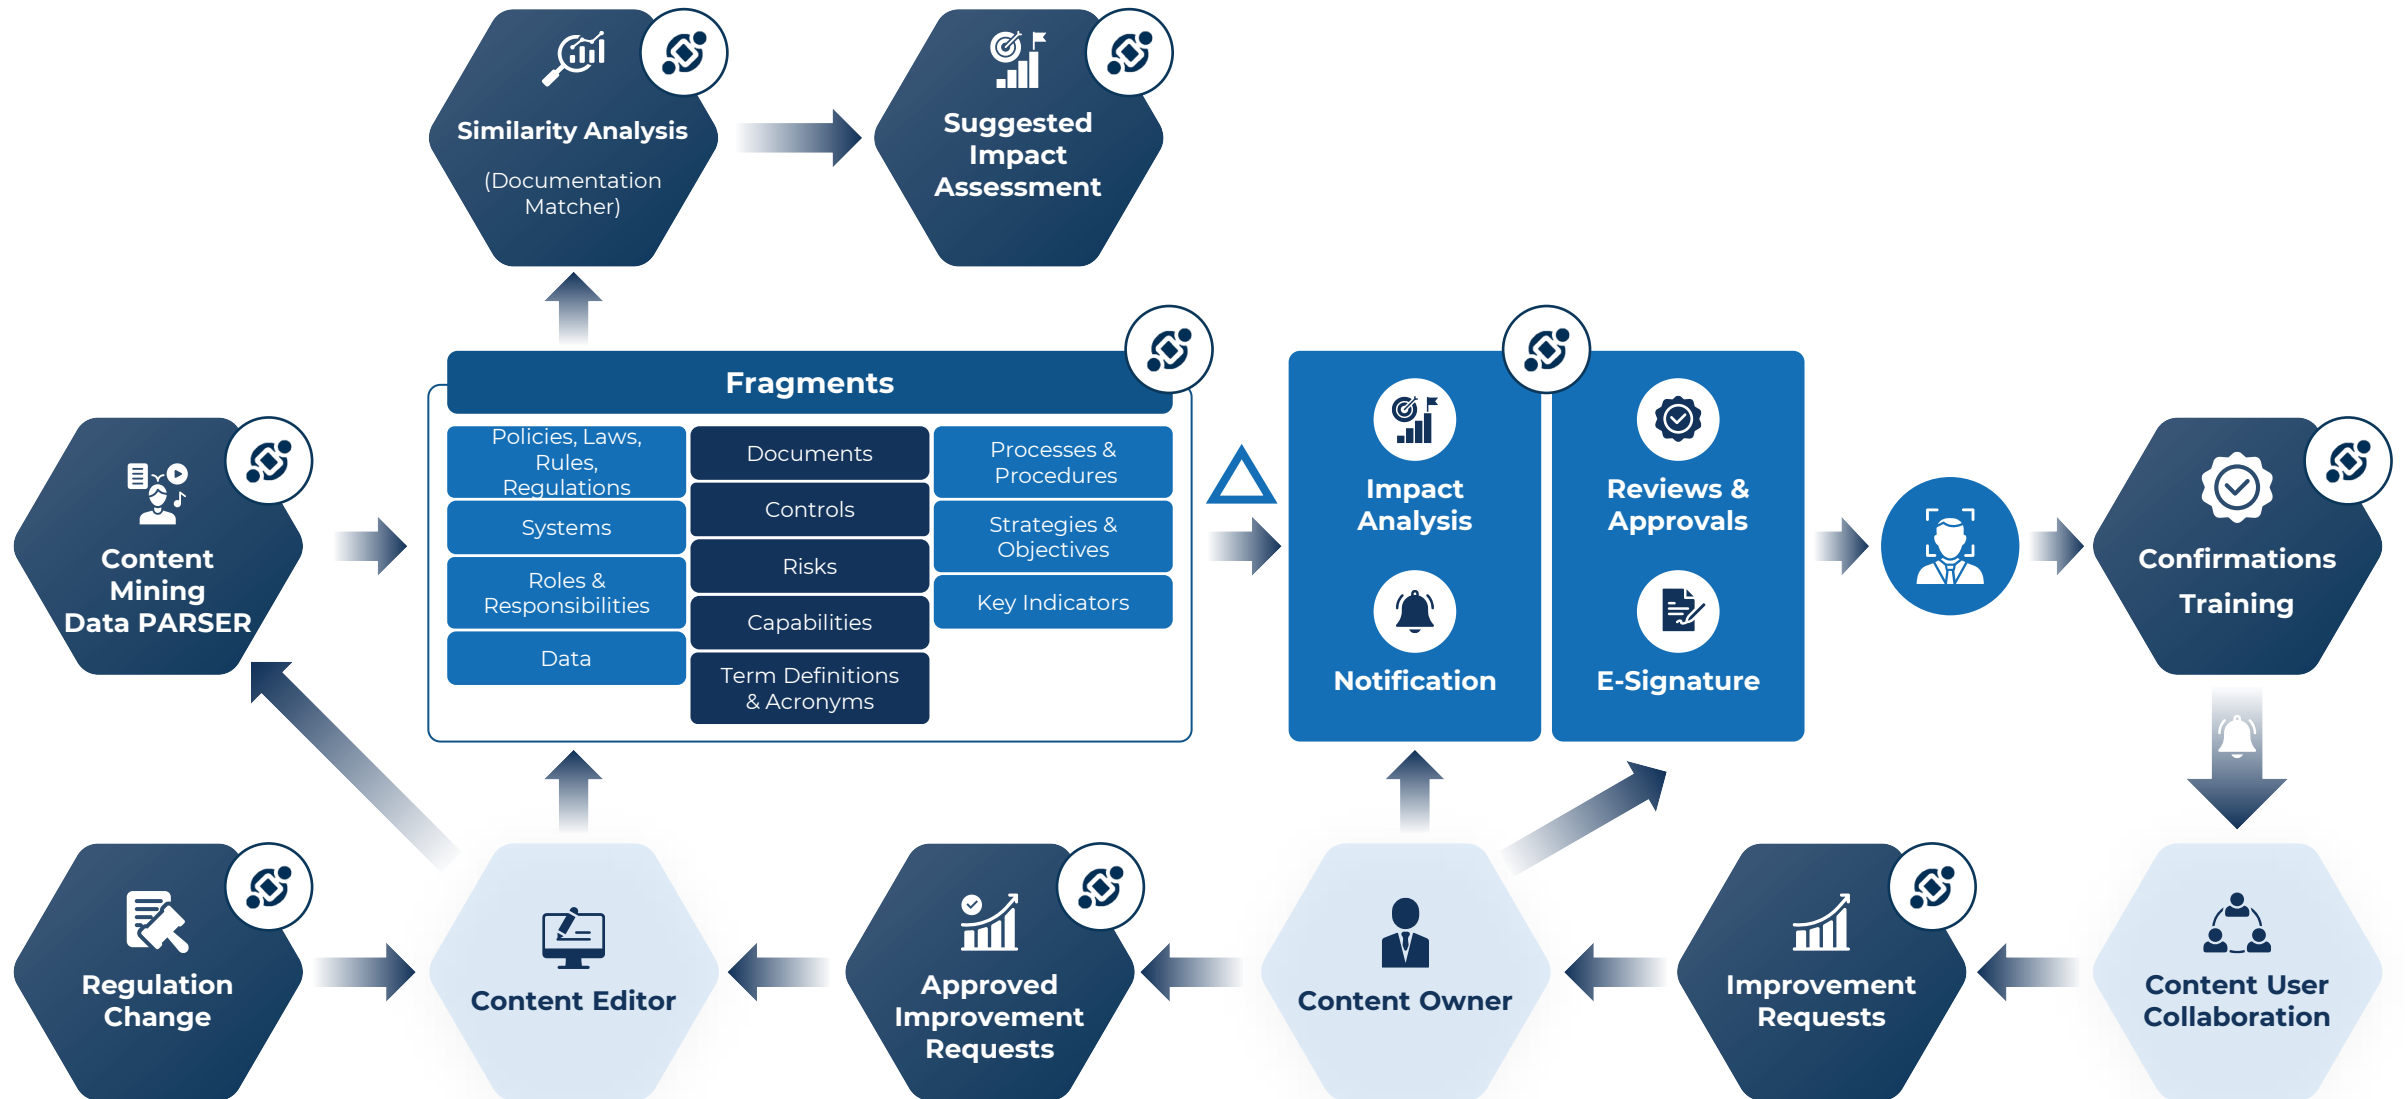 Similarity Analysis
(Documentation
Matcher)
Suggested
Impact
Assessment
Content
Mining
Data PARSER
Fragments
Policies, Laws,
Rules,
Regulations
Systems
Roles &
Responsibilities
Data
Documents
Controls
Risks
Capabilities
Term Definitions
& Acronyms
Processes &
Procedures
Strategies &
Objectives
Key Indicators
Impact
Analysis
Notification
Reviews &
Approvals
E-Signature
Confirmations
Training
Regulation
Change
Content Editor
Approved
Improvement
Requests
Content Owner
Improvement
Requests
Content User
Collaboration